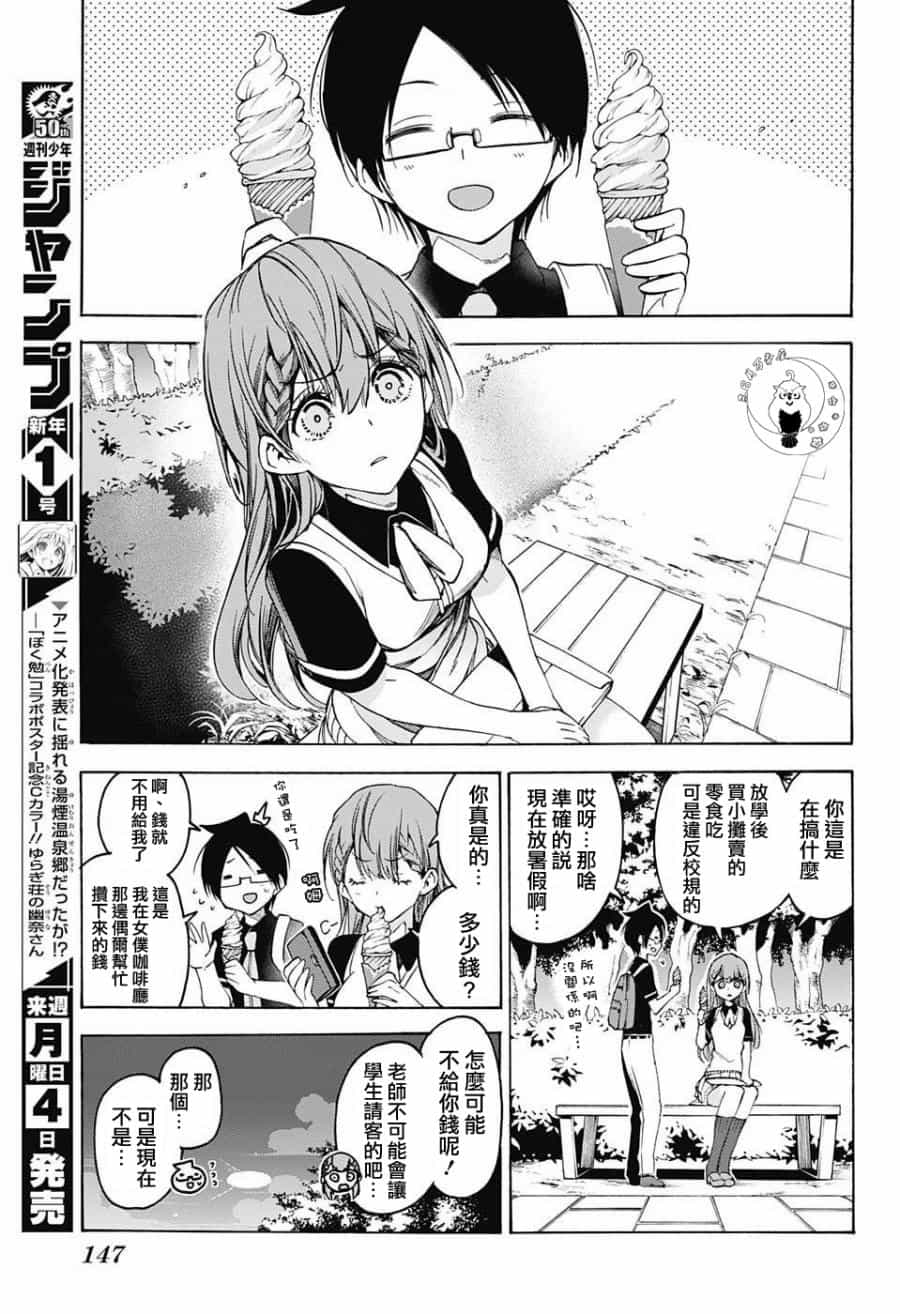 你這是
在搞什麼
放學後
買小攤賣的
零食吃
可是違反校規的
哎呀…那啥
準確的說
現在放暑假啊…
所以啊
沒關係的吧…
你真是的…
多少錢？
你還是吃了
啊嗯
啊、錢就
不用給我了
這是
我在女僕咖啡廳
那邊偶爾幫忙
攢下來的錢
怎麼可能
不給你錢呢！
老師不可能會讓
學生請客的吧…
那
那個…
可是現在
不是…
50th
週刊少年
ジャンプ
新年
1
号
▼アニメ化発表に揺れる湯煙温泉郷だったが!?
―「ぼく勉」コラボポスター記念Cカラー!!ゆらぎ荘の幽奈さん
来週
月
曜日
4
日
発売
147